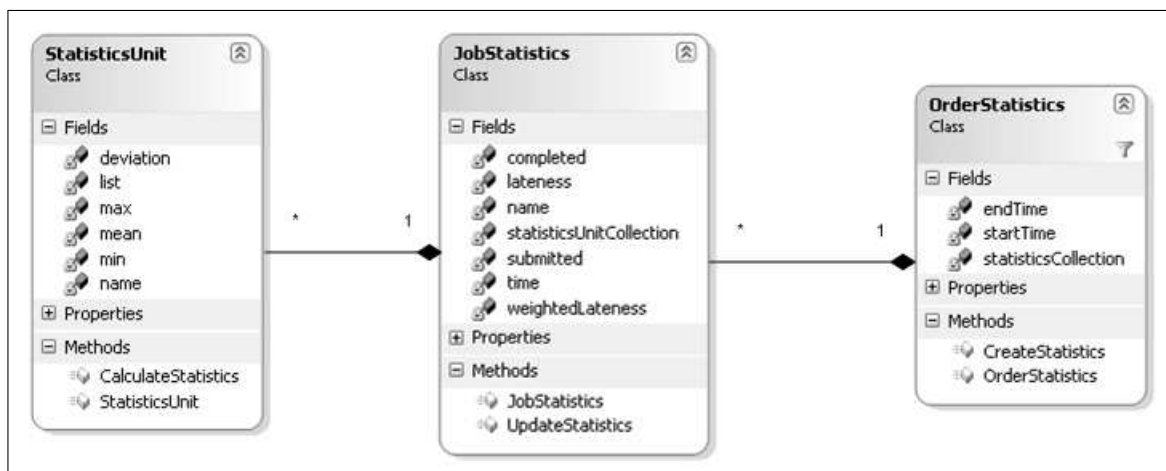 StatisticsUnit
Class
Fields
deviation
list
max
mean
min
name
Properties
Methods
CalculateStatistics
StatisticsUnit
*
1
JobStatistics
Class
Fields
completed
lateness
name
statisticsUnitCollection
submitted
time
weightedLateness
Properties
Methods
JobStatistics
UpdateStatistics
*
1
OrderStatistics
Class
Fields
endTime
startTime
statisticsCollection
Properties
Methods
CreateStatistics
OrderStatistics